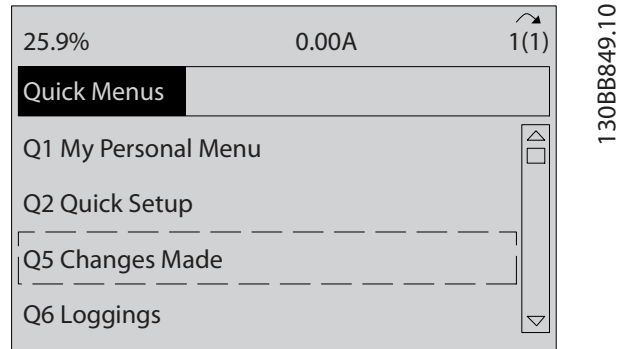 25.9% 0.00A 1(1)
Quick Menus
Q1 My Personal Menu
Q2 Quick Setup
Q5 Changes Made
Q6 Loggings
130BB849.10